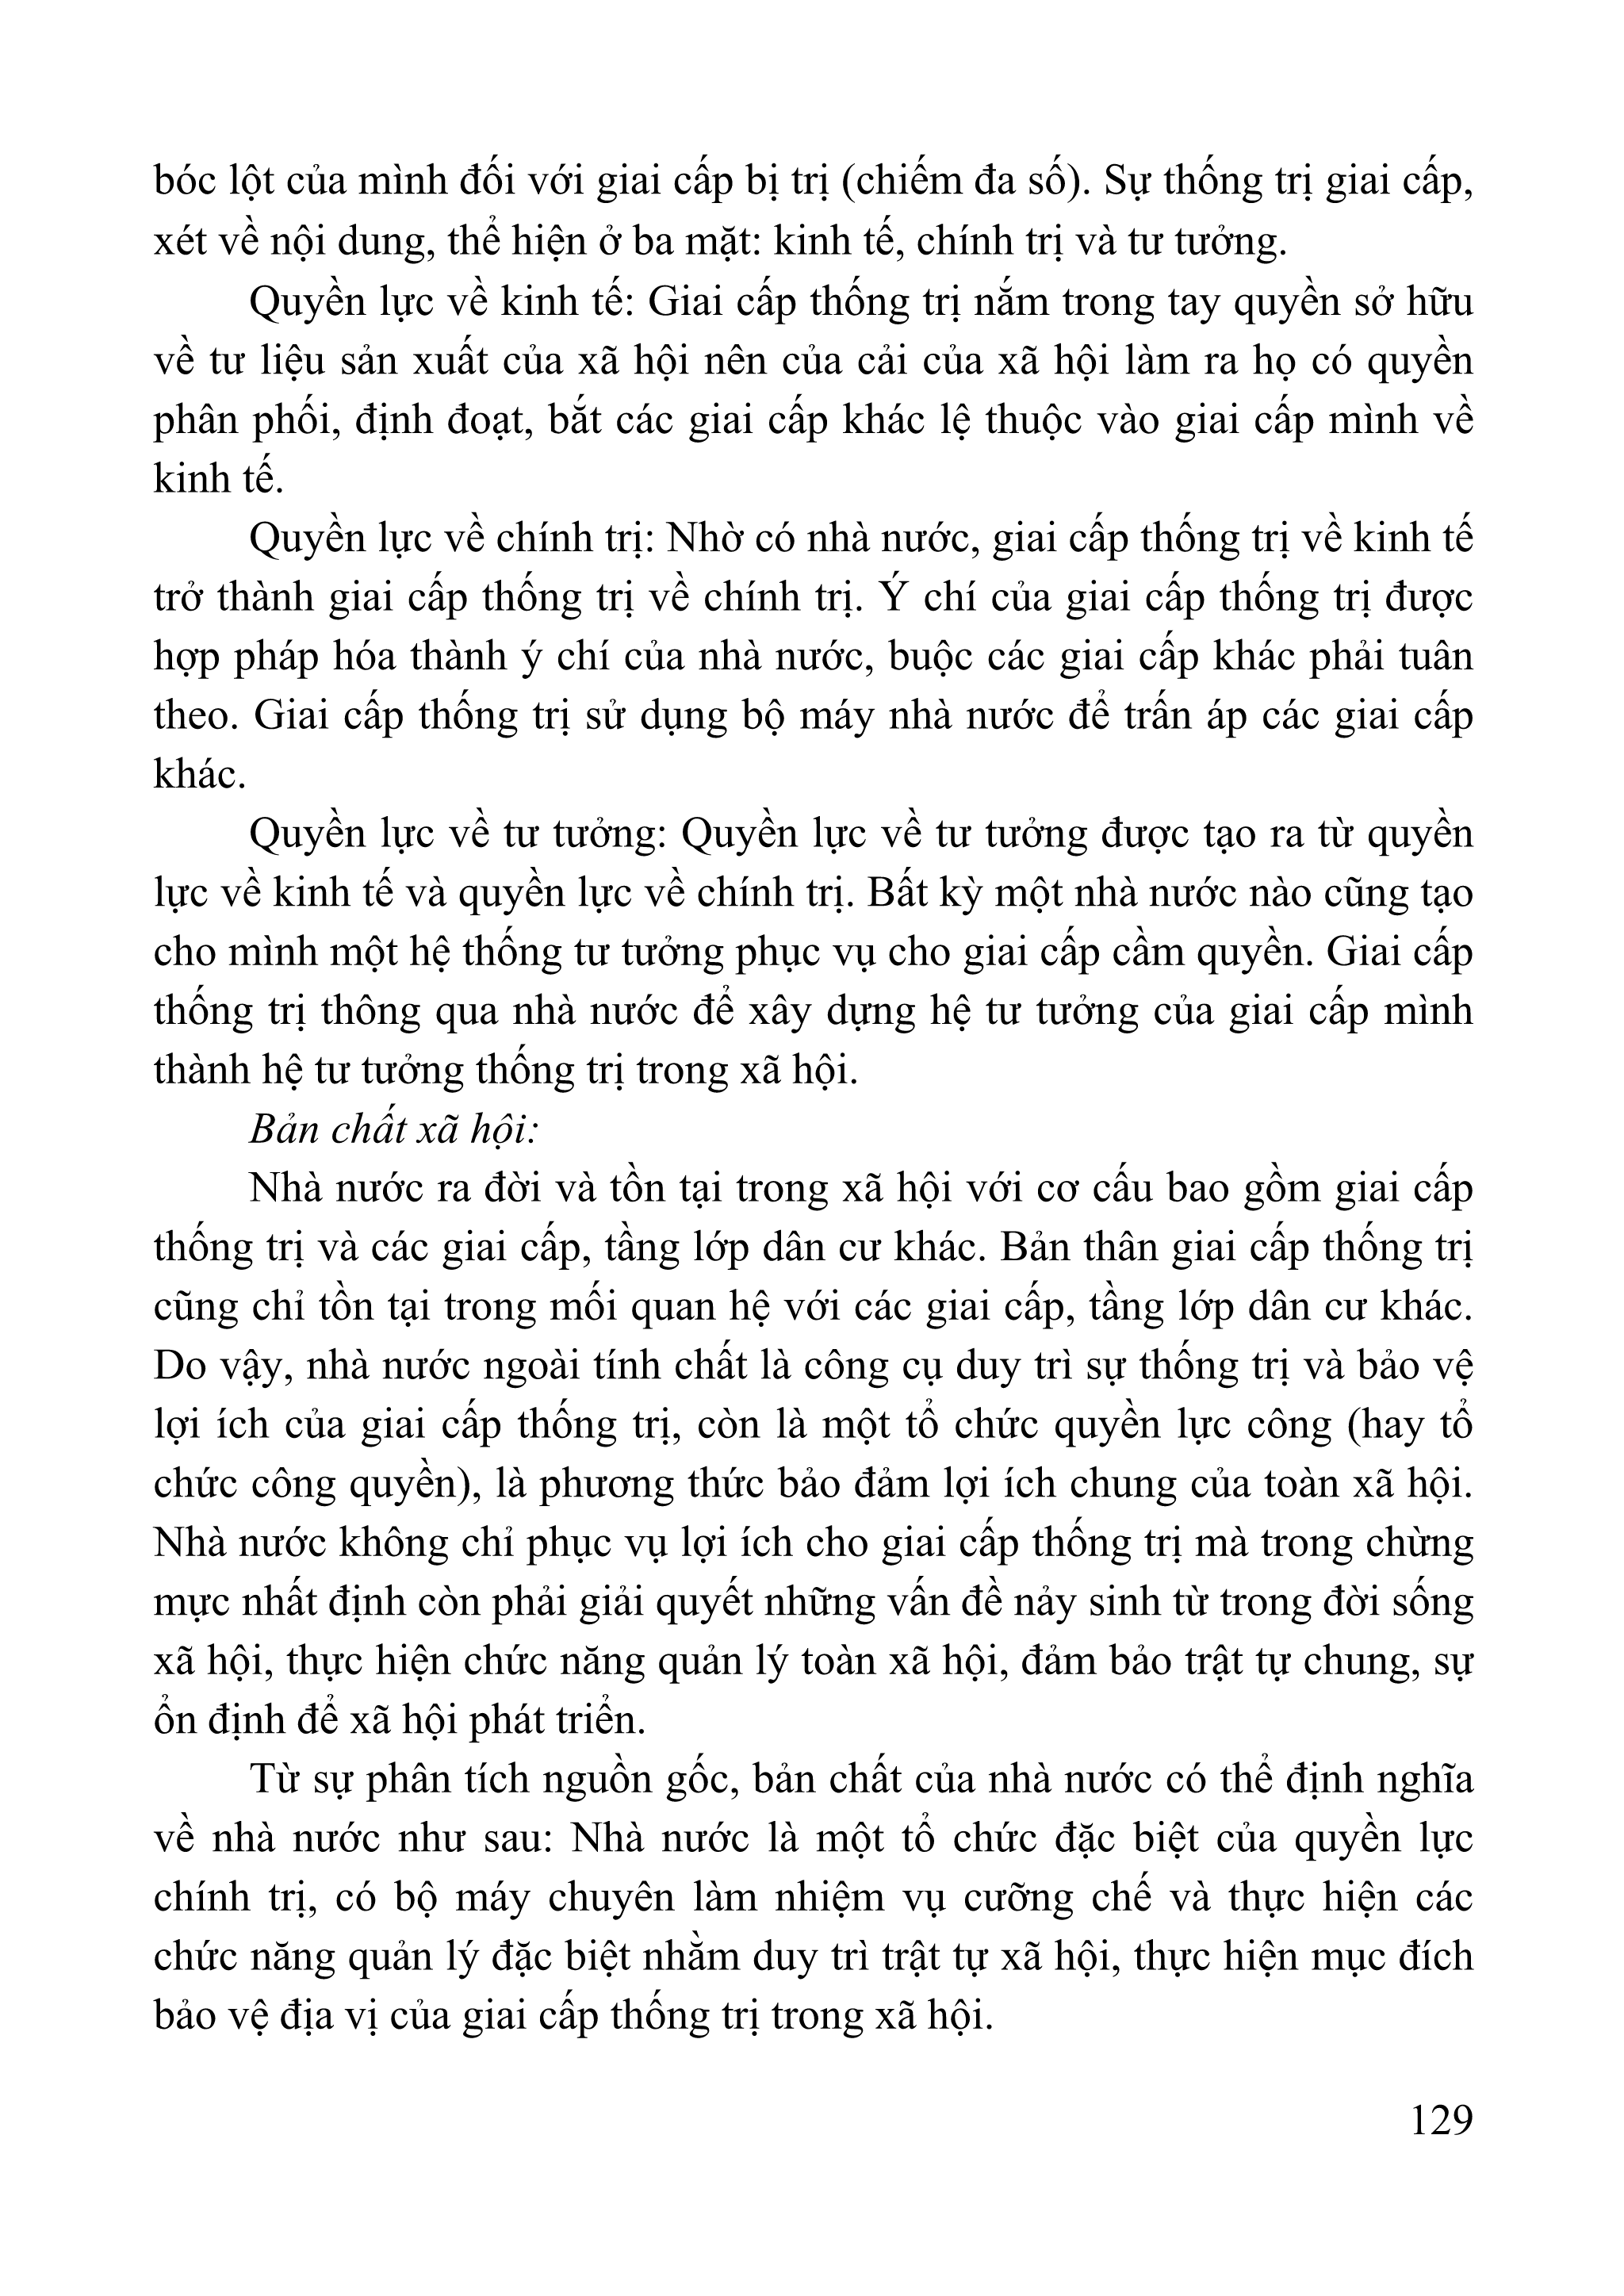 bóc lột của mình đối với giai cấp bị trị (chiếm đa số). Sự thống trị giai cấp,
xét về nội dung, thể hiện ở ba mặt: kinh tế, chính trị và tư tưởng.
Quyền lực về kinh tế: Giai cấp thống trị nắm trong tay quyền sở hữu
về tư liệu sản xuất của xã hội nên của cải của xã hội làm ra họ có quyền
phân phối, định đoạt, bắt các giai cấp khác lệ thuộc vào giai cấp mình về
kinh tế.
Quyền lực về chính trị: Nhờ có nhà nước, giai cấp thống trị về kinh tế
trở thành giai cấp thống trị về chính trị. Ý chí của giai cấp thống trị được
hợp pháp hóa thành ý chí của nhà nước, buộc các giai cấp khác phải tuân
theo. Giai cấp thống trị sử dụng bộ máy nhà nước để trấn áp các giai cấp
khác.
Quyền lực về tư tưởng: Quyền lực về tư tưởng được tạo ra từ quyền
lực về kinh tế và quyền lực về chính trị. Bất kỳ một nhà nước nào cũng tạo
cho mình một hệ thống tư tưởng phục vụ cho giai cấp cầm quyền. Giai cấp
thống trị thông qua nhà nước để xây dựng hệ tư tưởng của giai cấp mình
thành hệ tư tưởng thống trị trong xã hội.
Bản chất xã hội:
Nhà nước ra đời và tồn tại trong xã hội với cơ cấu bao gồm giai cấp
thống trị và các giai cấp, tầng lớp dân cư khác. Bản thân giai cấp thống trị
cũng chỉ tồn tại trong mối quan hệ với các giai cấp, tầng lớp dân cư khác.
Do vậy, nhà nước ngoài tính chất là công cụ duy trì sự thống trị và bảo vệ
lợi ích của giai cấp thống trị, còn là một tổ chức quyền lực công (hay tổ
chức công quyền), là phương thức bảo đảm lợi ích chung của toàn xã hội.
Nhà nước không chỉ phục vụ lợi ích cho giai cấp thống trị mà trong chừng
mực nhất định còn phải giải quyết những vấn đề nảy sinh từ trong đời sống
xã hội, thực hiện chức năng quản lý toàn xã hội, đảm bảo trật tự chung, sự
ổn định để xã hội phát triển.
Từ sự phân tích nguồn gốc, bản chất của nhà nước có thể định nghĩa
về nhà nước như sau: Nhà nước là một tổ chức đặc biệt của quyền lực
chính trị, có bộ máy chuyên làm nhiệm vụ cưỡng chế và thực hiện các
chức năng quản lý đặc biệt nhằm duy trì trật tự xã hội, thực hiện mục đích
bảo vệ địa vị của giai cấp thống trị trong xã hội.
129